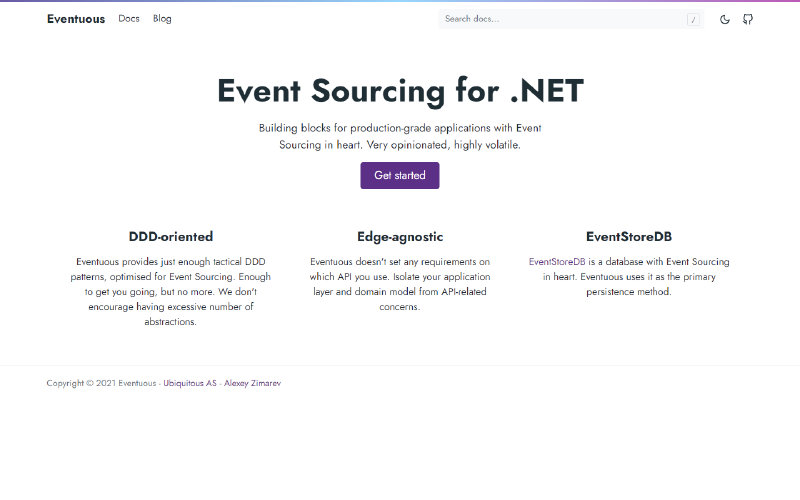 Eventuous Docs Blog Search docs... /
Event Sourcing for .NET
Building blocks for production-grade applications with Event
Sourcing in heart. Very opinionated, highly volatile.
Get started
DDD-oriented
Eventuous provides just enough tactical DDD
patterns, optimised for Event Sourcing. Enough
to get you going, but no more. We don't
encourage having excessive number of
abstractions.
Edge-agnostic
Eventuous doesn't set any requirements on
which API you use. Isolate your application
layer and domain model from API-related
concerns.
EventStoreDB
EventStoreDB is a database with Event Sourcing
in heart. Eventuous uses it as the primary
persistence method.
Copyright © 2021 Eventuous - Ubiquitous AS - Alexey Zimarev